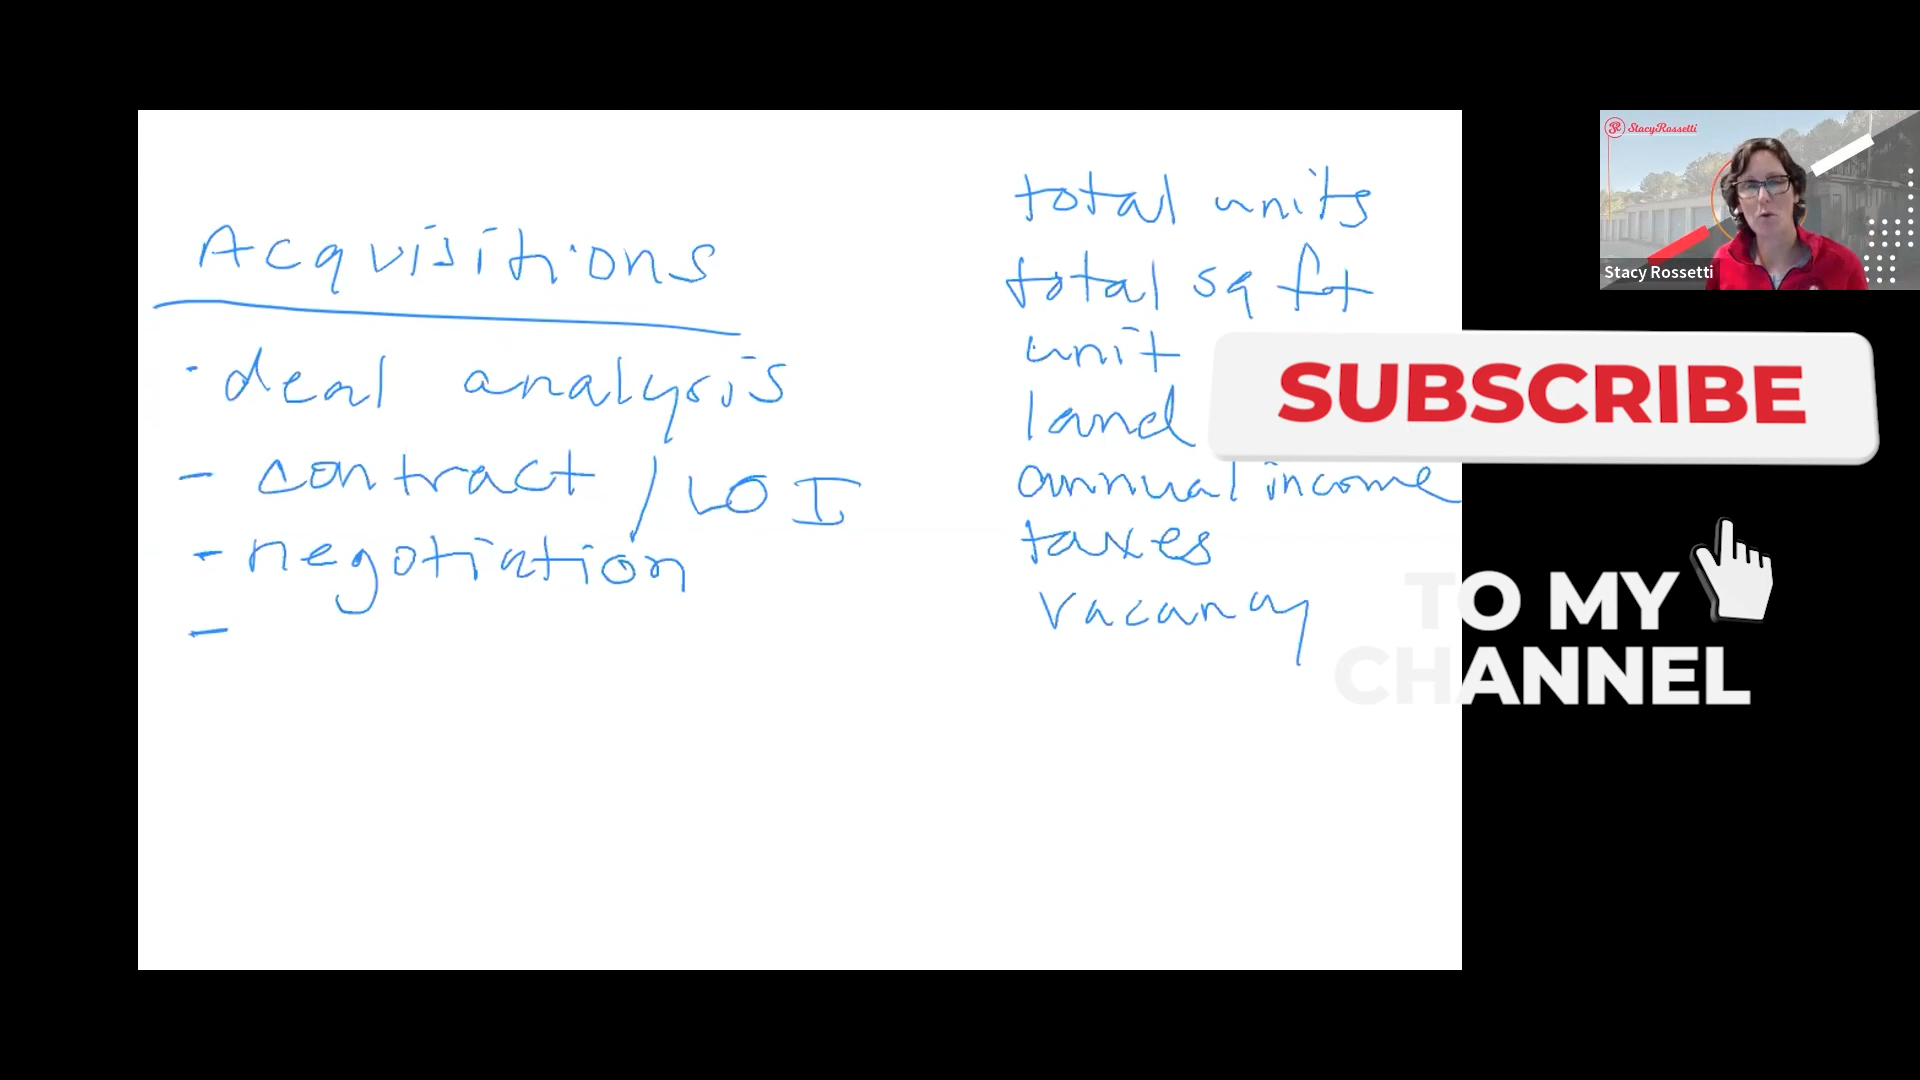 Acquisitions
- deal analysis
- contract / LOI
- negotiation
-
total units
total sq ft
unit
land
annual income
taxes
vacancy
StacyRossetti
Stacy Rossetti
SUBSCRIBE
TO MY
CHANNEL